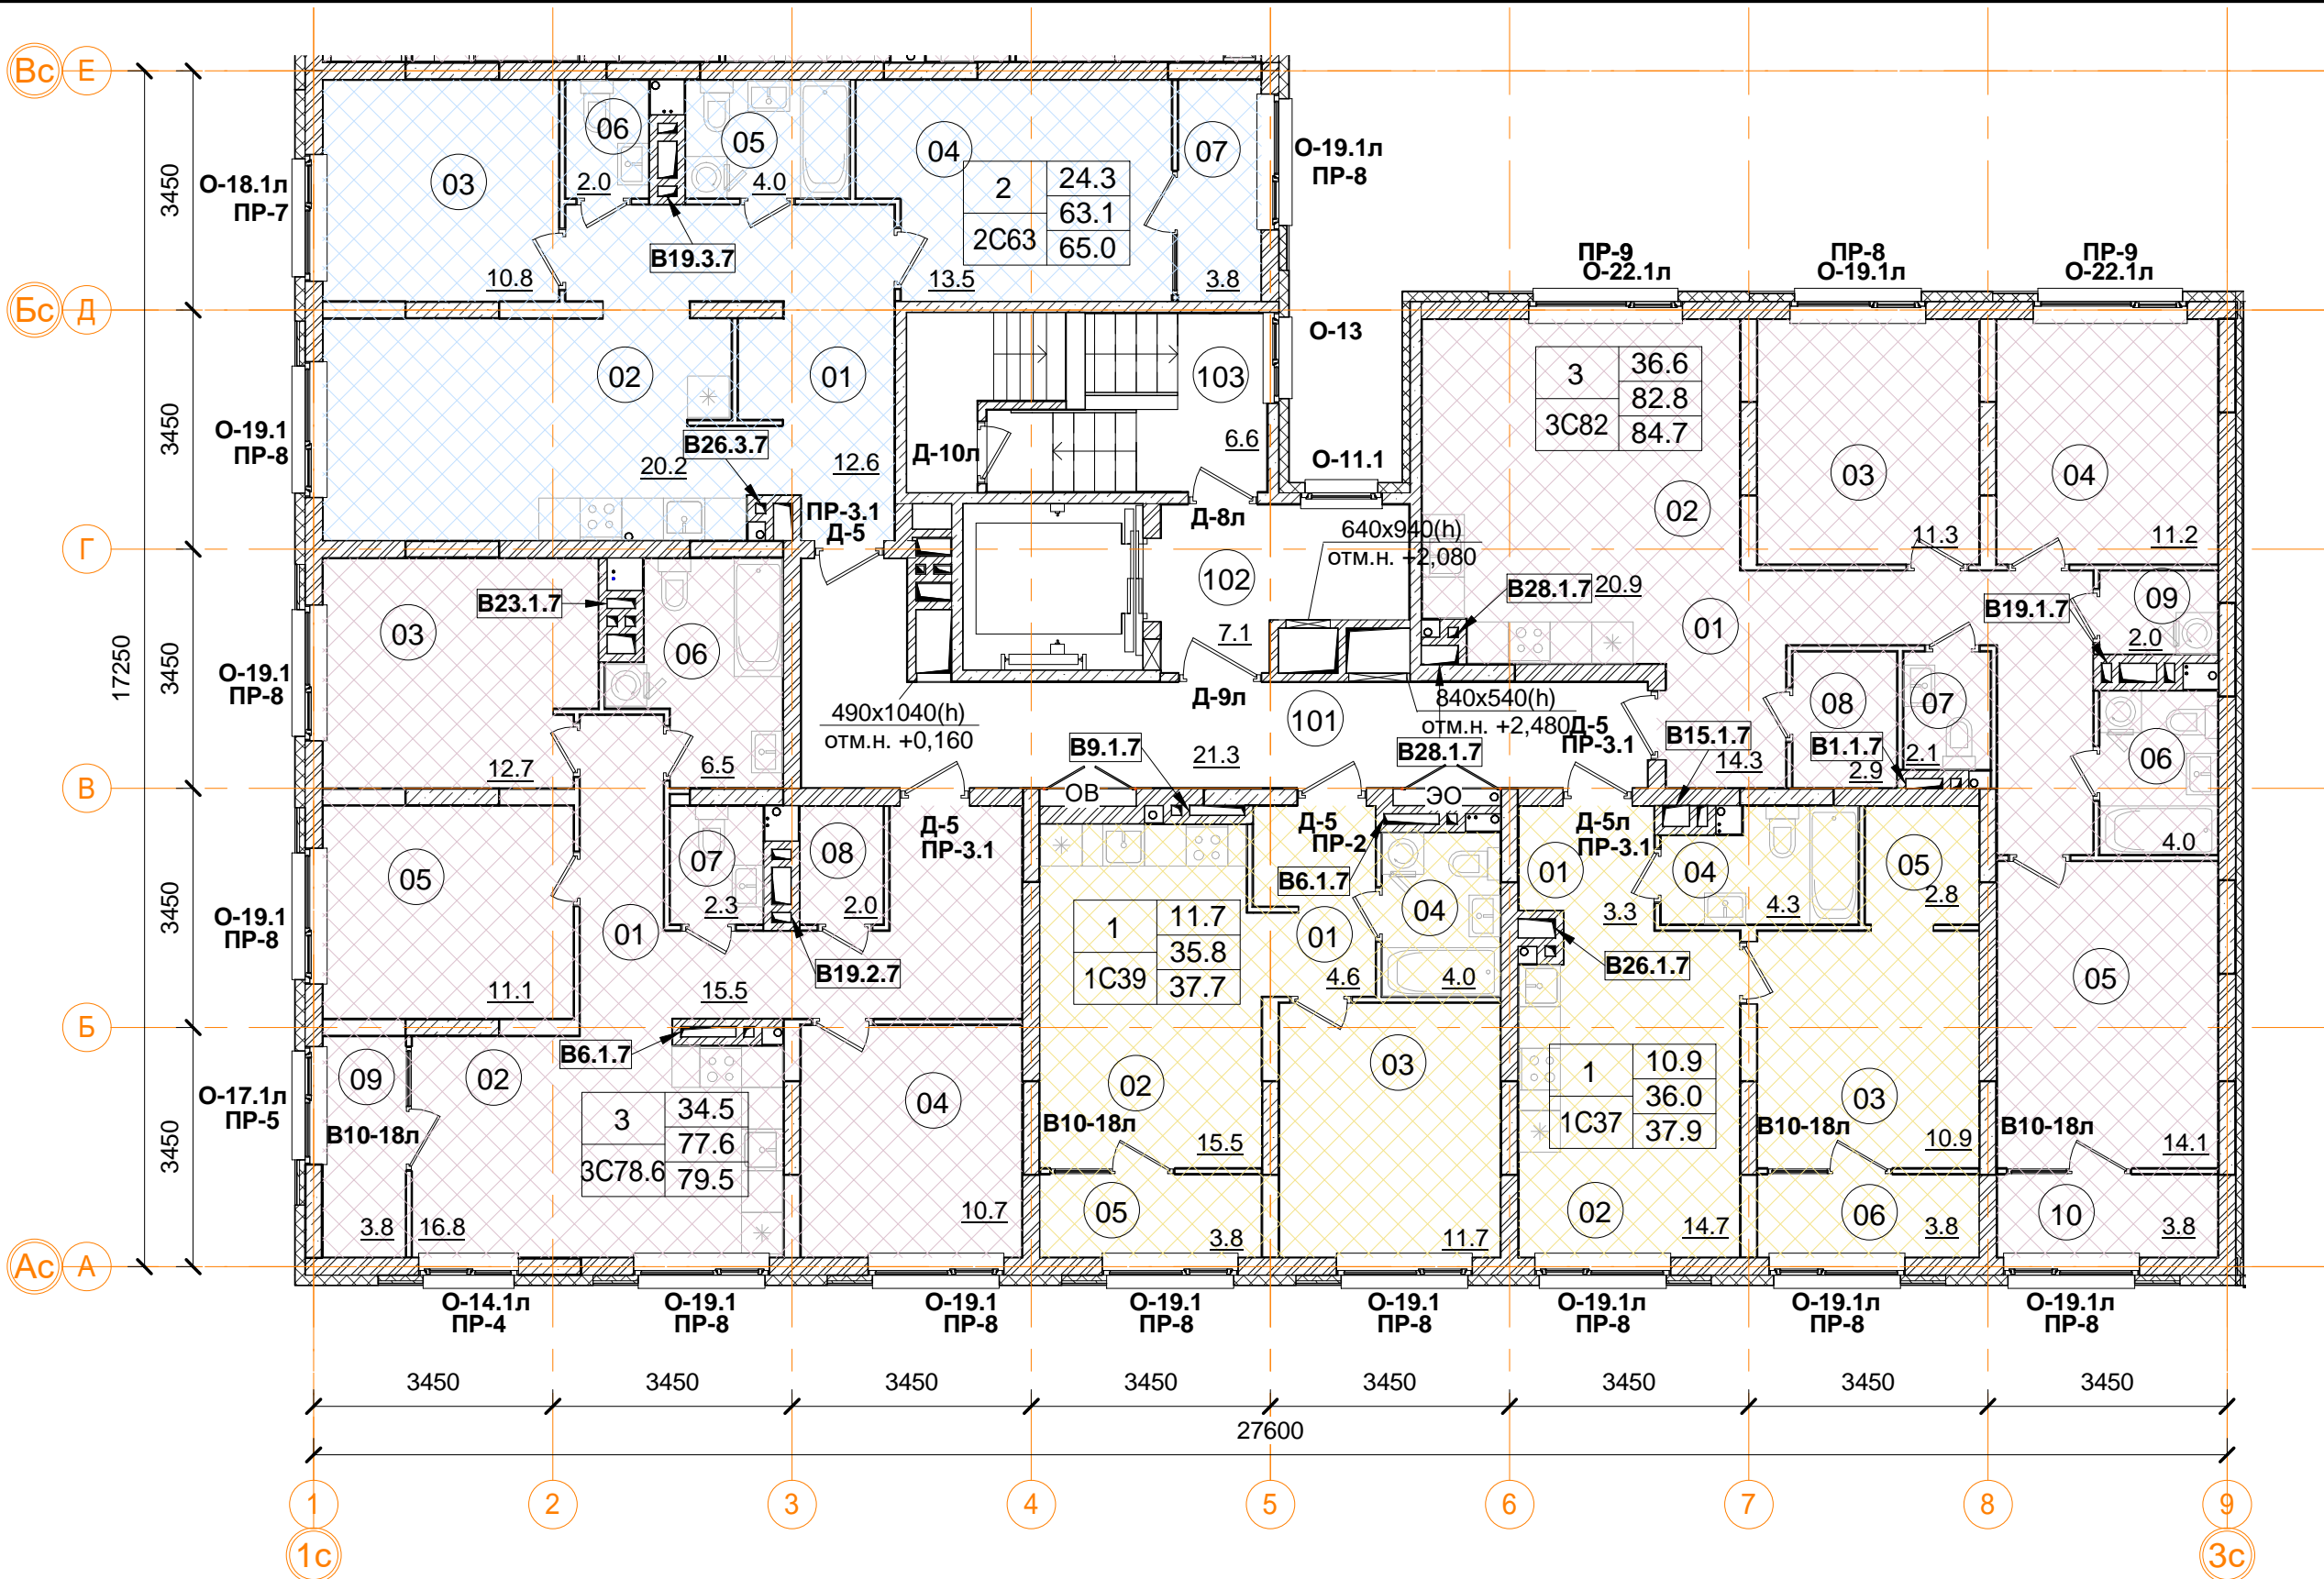 Вс Е
Бс Д
Г
В
Б
Ас А
3450
3450
3450
3450
3450
17250
О-18.1л
ПР-7
О-19.1
ПР-8
О-19.1
ПР-8
О-19.1
ПР-8
О-17.1л
ПР-5
03
10.8
06
2.0
05
4.0
В19.3.7
04
13.5
2
2С63
24.3
63.1
65.0
07
3.8
О-19.1л
ПР-8
02
20.2
01
12.6
В26.3.7
ПР-3.1
Д-5
Д-10л
103
6.6
О-13
О-11.1
Д-8л
102
7.1
640х940(h)
отм.н. +2,080
Д-9л
490х1040(h)
отм.н. +0,160
101
21.3
840х540(h)
отм.н. +2,480
Д-5
ПР-3.1
В9.1.7
В28.1.7
ОВ
ЭО
ПР-9
О-22.1л
ПР-8
О-19.1л
ПР-9
О-22.1л
3
3С82
36.6
82.8
84.7
02
20.9
В28.1.7
03
11.3
04
11.2
01
14.3
В19.1.7
09
2.0
08
2.9
07
2.1
В15.1.7
В1.1.7
06
4.0
05
14.1
В10-18л
10
3.8
03
12.7
В23.1.7
06
6.5
05
11.1
07
2.3
08
2.0
Д-5
ПР-3.1
01
15.5
В19.2.7
В6.1.7
09
3.8
В10-18л
02
16.8
3
3С78.6
34.5
77.6
79.5
04
10.7
1
1С39
11.7
35.8
37.7
Д-5
ПР-2
В6.1.7
04
4.0
01
4.6
02
15.5
В10-18л
05
3.8
03
11.7
Д-5л
ПР-3.1
01
3.3
04
4.3
05
2.8
В26.1.7
1
1С37
10.9
36.0
37.9
02
14.7
03
10.9
В10-18л
06
3.8
О-14.1л
ПР-4
О-19.1
ПР-8
О-19.1
ПР-8
О-19.1
ПР-8
О-19.1
ПР-8
О-19.1л
ПР-8
О-19.1л
ПР-8
О-19.1л
ПР-8
3450 3450 3450 3450 3450 3450 3450 3450
27600
1 2 3 4 5 6 7 8 9
1с 3с